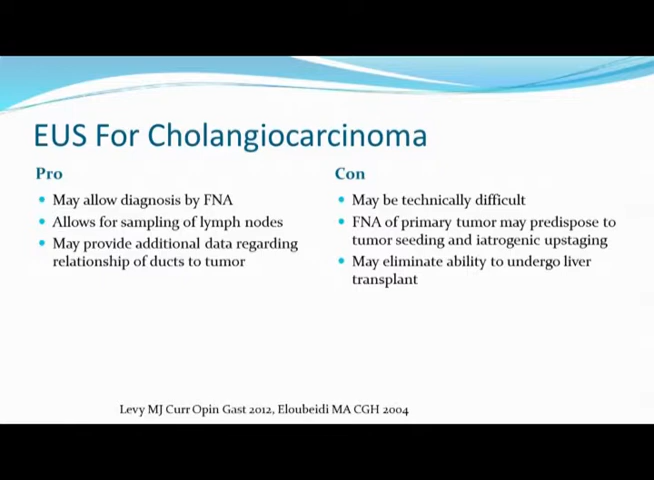 EUS For Cholangiocarcinoma
Pro
• May allow diagnosis by FNA
• Allows for sampling of lymph nodes
• May provide additional data regarding
relationship of ducts to tumor
Con
• May be technically difficult
• FNA of primary tumor may predispose to
tumor seeding and iatrogenic upstaging
• May eliminate ability to undergo liver
transplant
Levy MJ Curr Opin Gast 2012, Eloubeidi MA CGH 2004